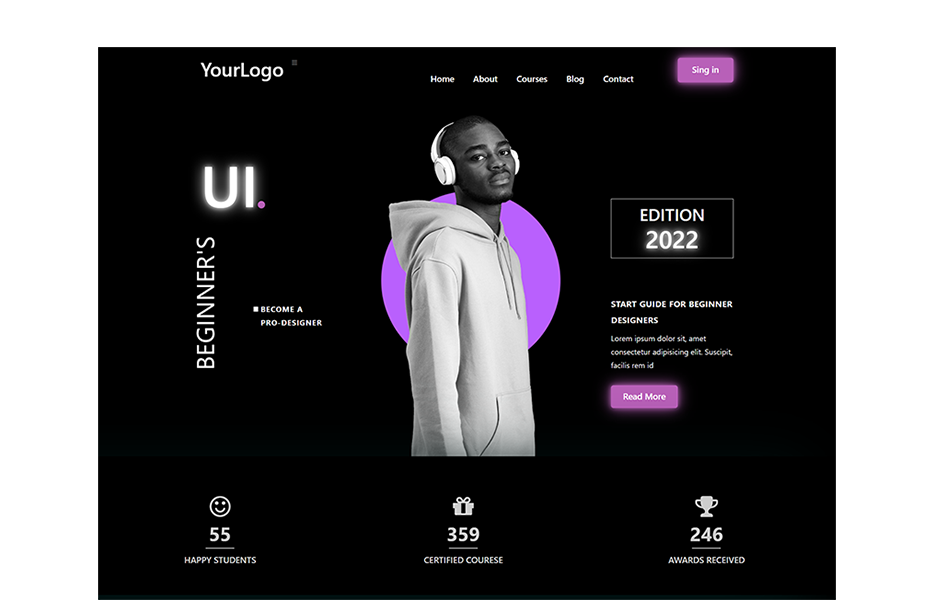 YourLogo
Home About Courses Blog Contact
Sing in
UI.
BEGINNER'S
BECOME A
PRO-DESIGNER
EDITION
2022
START GUIDE FOR BEGINNER
DESIGNERS
Lorem ipsum dolor sit, amet
consectetur adipisicing elit. Suscipit,
facilis rem id
Read More
55
HAPPY STUDENTS
359
CERTIFIED COURESE
246
AWARDS RECEIVED